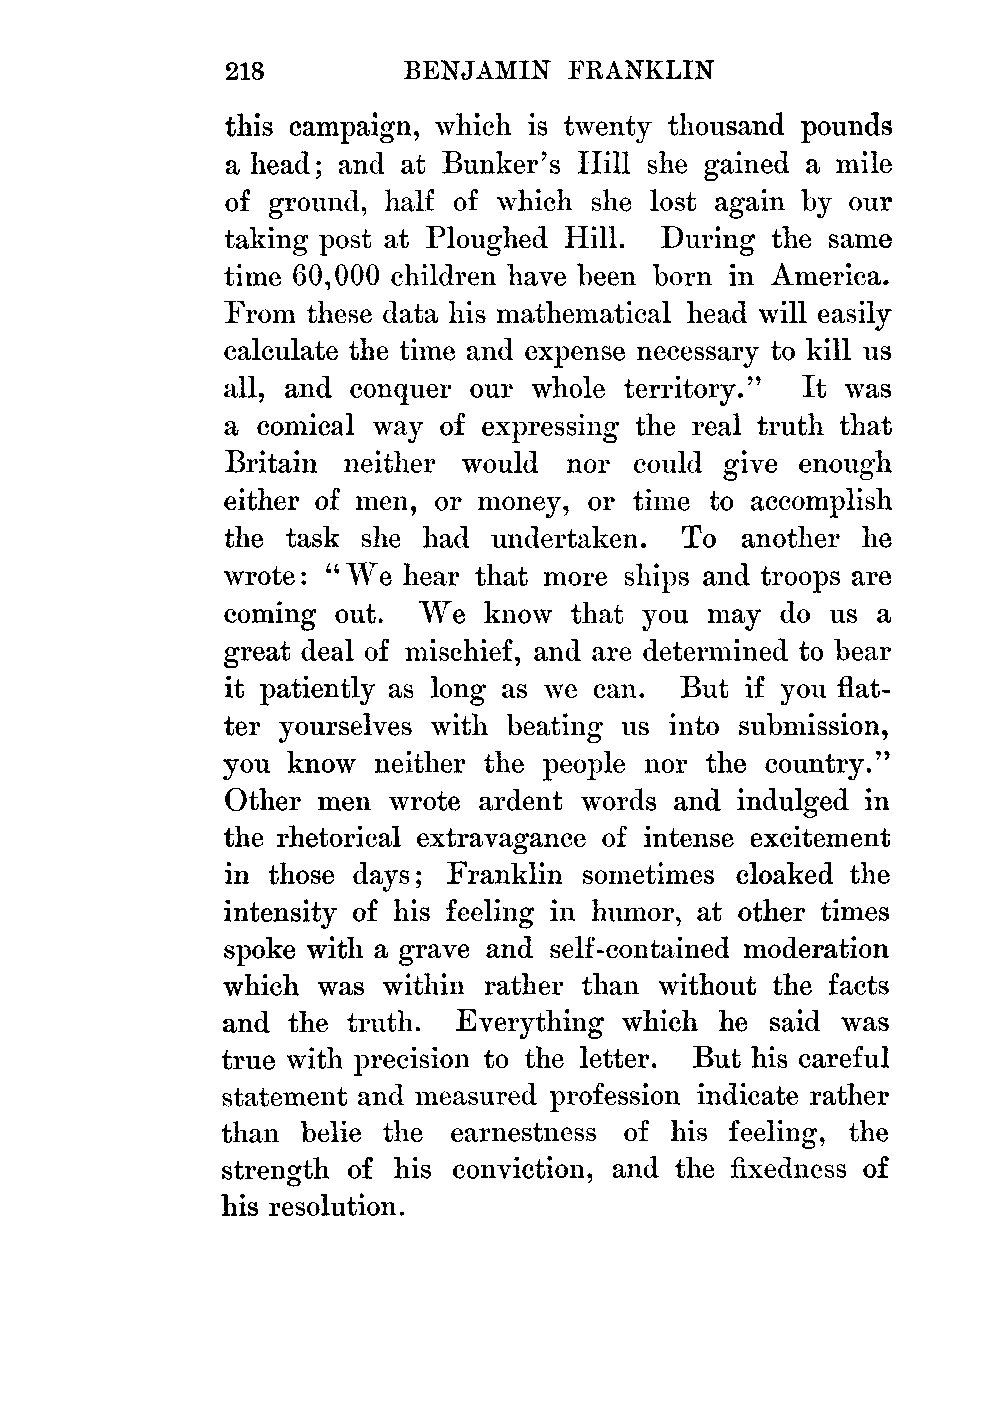 218 BENJAMIN FRANKLIN
this campaign, which is twenty thousand pounds
a head; and at Bunker's Hill she gained a mile
of ground, half of which she lost again by our
taking post at Ploughed Hill. During the same
time 60,000 children have been born in America.
From these data his mathematical head will easily
calculate the time and expense necessary to kill us
all, and conquer our whole territory." It was
a comical way of expressing the real truth that
Britain neither would nor could give enough
either of men, or money, or time to accomplish
the task she had undertaken. To another he
wrote: "We hear that more ships and troops are
coming out. We know that you may do us a
great deal of mischief, and are determined to bear
it patiently as long as we can. But if you flat-
ter yourselves with beating us into submission,
you know neither the people nor the country."
Other men wrote ardent words and indulged in
the rhetorical extravagance of intense excitement
in those days; Franklin sometimes cloaked the
intensity of his feeling in humor, at other times
spoke with a grave and self-contained moderation
which was within rather than without the facts
and the truth. Everything which he said was
true with precision to the letter. But his careful
statement and measured profession indicate rather
than belie the earnestness of his feeling, the
strength of his conviction, and the fixedness of
his resolution.